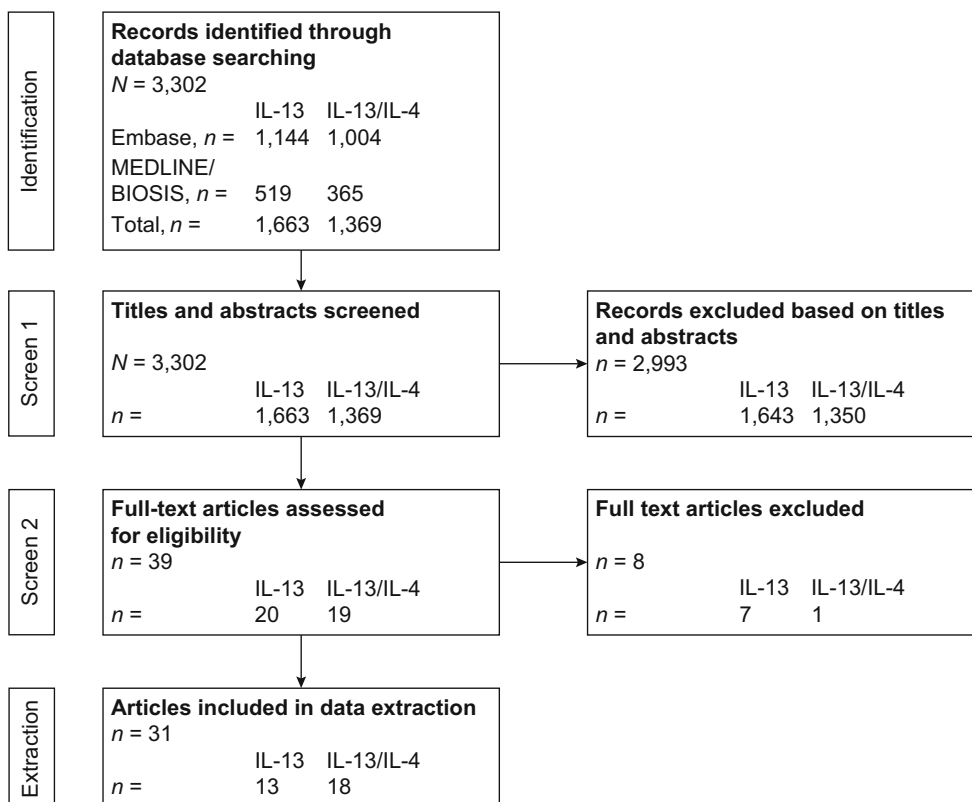 Identification
Records identified through
database searching
N = 3,302
IL-13 IL-13/IL-4
Embase, n = 1,144 1,004
MEDLINE/
BIOSIS, n = 519 365
Total, n = 1,663 1,369
Screen 1
Titles and abstracts screened
N = 3,302
IL-13 IL-13/IL-4
n = 1,663 1,369
Records excluded based on titles
and abstracts
n = 2,993
IL-13 IL-13/IL-4
n = 1,643 1,350
Screen 2
Full-text articles assessed
for eligibility
n = 39
IL-13 IL-13/IL-4
n = 20 19
Full text articles excluded
n = 8
IL-13 IL-13/IL-4
n = 7 1
Extraction
Articles included in data extraction
n = 31
IL-13 IL-13/IL-4
n = 13 18